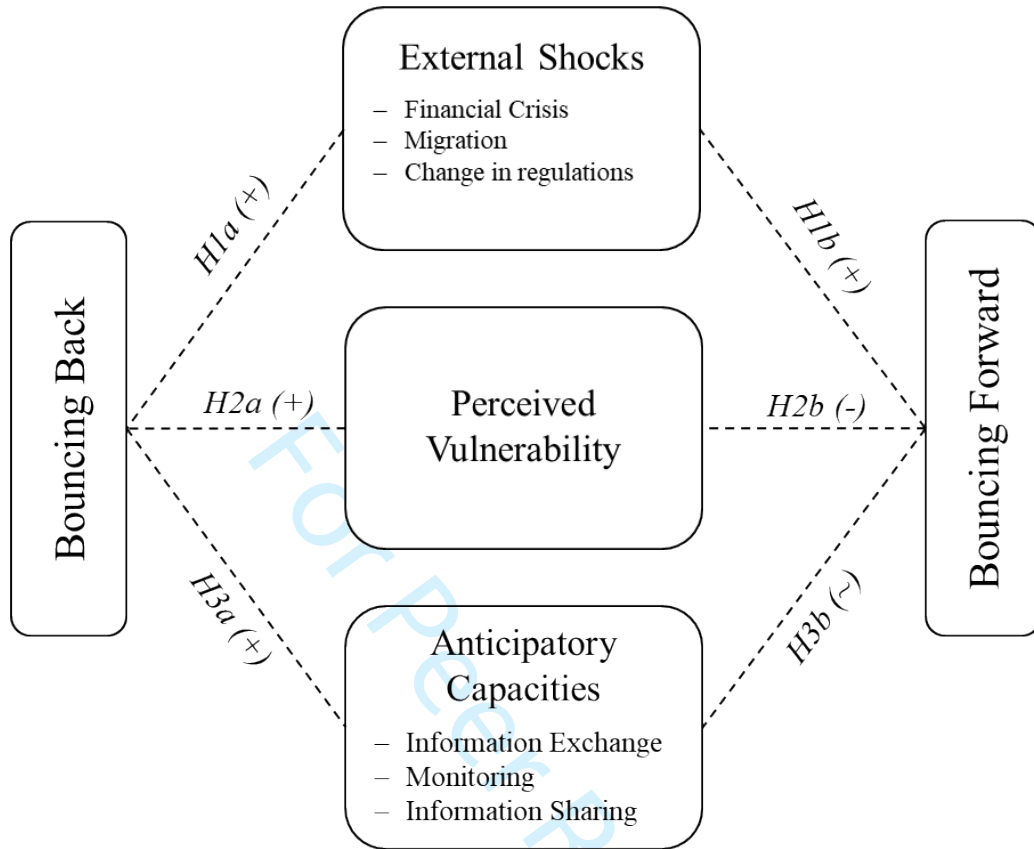 External Shocks
– Financial Crisis
– Migration
– Change in regulations
H1a (+)
H1b (+)
Bouncing Back
H2a (+)
Perceived
Vulnerability
H2b (-)
Bouncing Forward
H3a (+)
H3b (~)
Anticipatory
Capacities
– Information Exchange
– Monitoring
– Information Sharing
For Peer R